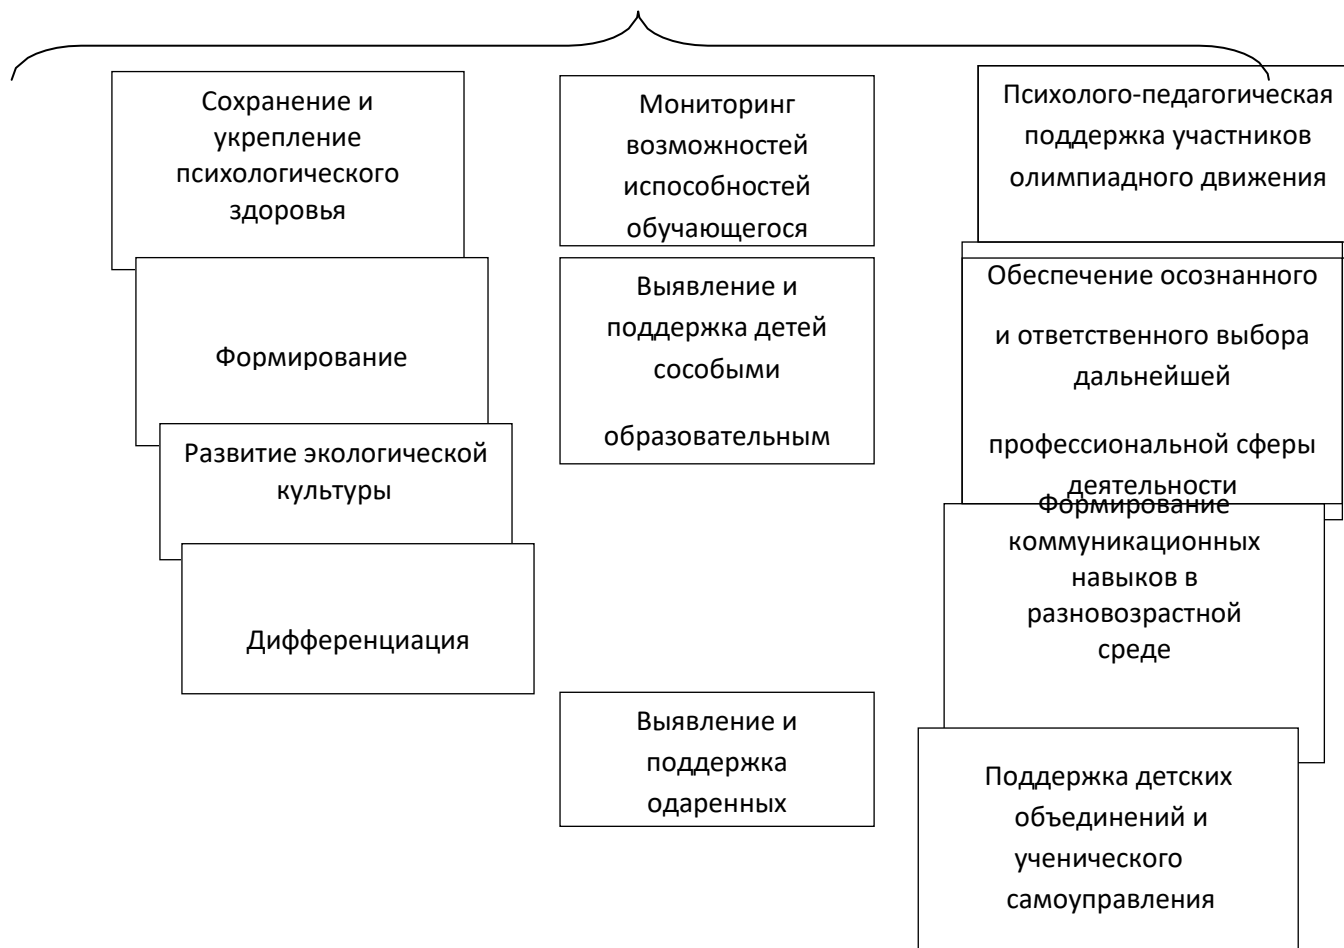 Сохранение и
укрепление
психологического
здоровья
Формирование
Развитие экологической
культуры
Дифференциация
Мониторинг
возможностей
испособностей
обучающегося
Выявление и
поддержка детей
сособыми
образовательным
Выявление и
поддержка
одаренных
Психолого-педагогическая
поддержка участников
олимпиадного движения
Обеспечение осознанного
и ответственного выбора
дальнейшей
профессиональной сферы
деятельности
Формирование
коммуникационных
навыков в
разновозрастной
среде
Поддержка детских
объединений и
ученического
самоуправления